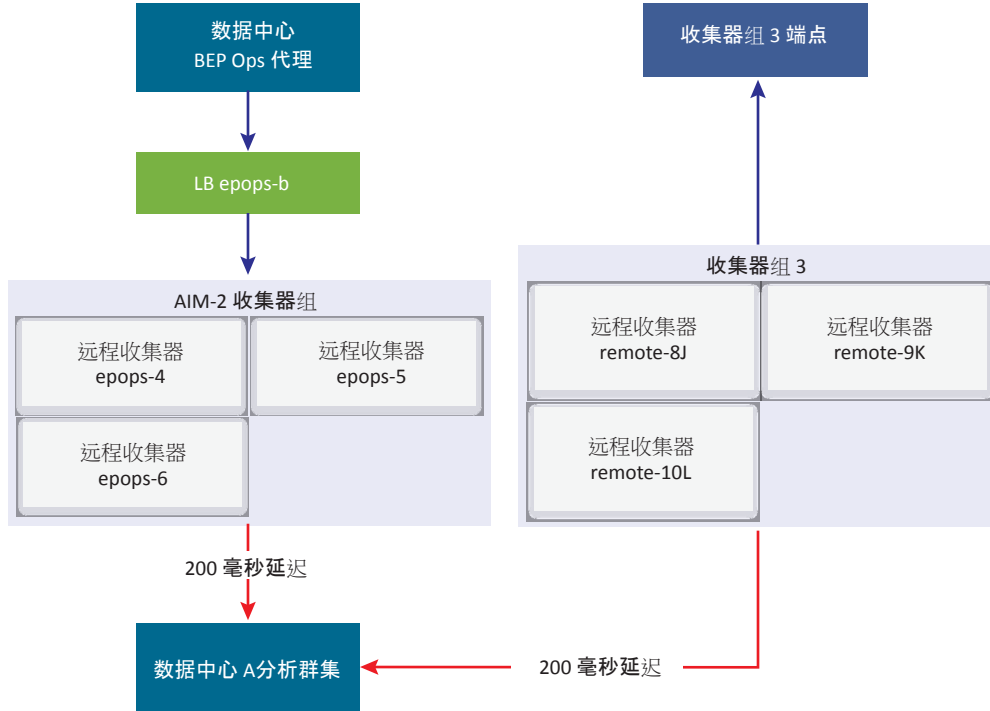 数据中心
BEP Ops 代理
LB epops-b
AIM-2 收集器组
远程收集器
epops-4
远程收集器
epops-5
远程收集器
epops-6
200 毫秒延迟
数据中心 A分析群集
收集器组 3 端点
收集器组 3
远程收集器
remote-8J
远程收集器
remote-9K
远程收集器
remote-10L
200 毫秒延迟